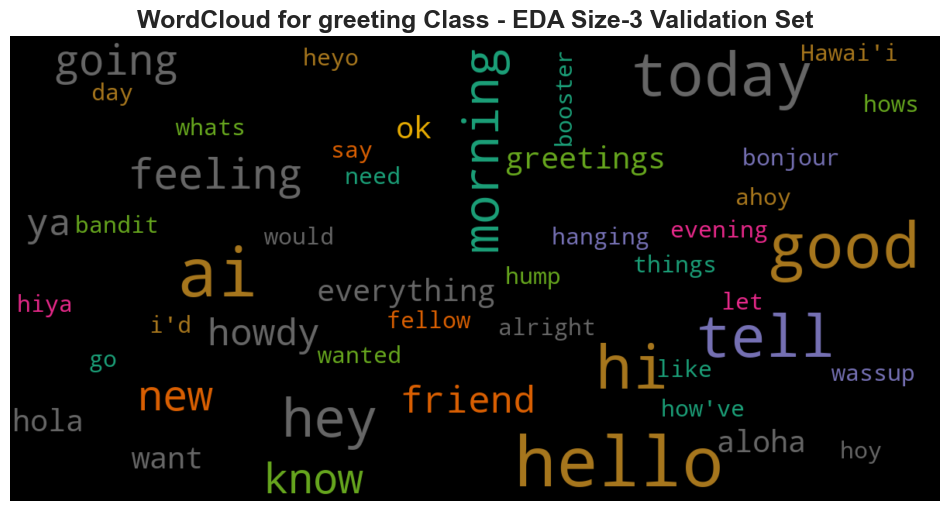 WordCloud for greeting Class - EDA Size-3 Validation Set
going
heyo
morning
booster
today
Hawai'i
day
hows
whats
ok
say
greetings
bonjour
feeling
need
ahoy
ya
bandit
would
hanging
evening
good
ai
things
hump
everything
hiya
let
i'd
howdy
fellow
alright
tell
go
wanted
hi
like
wassup
new
hey
friend
how've
hola
aloha
hoy
want
know
hello